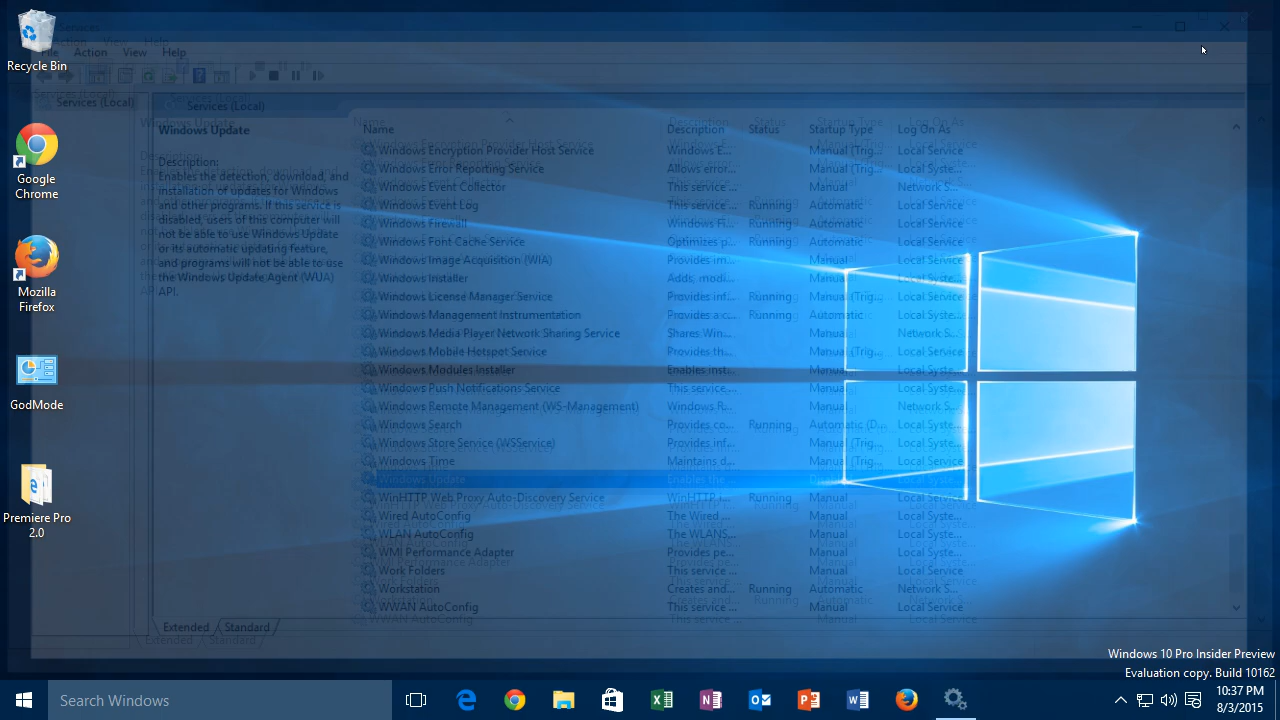 Recycle Bin
Google
Chrome
Mozilla
Firefox
GodMode
Premiere Pro
2.0
File Action View Help
Services (Local)
Services (Local)
Windows Update
Description:
Enables the detection, download, and
installation of updates for Windows
and other programs. If this service is
disabled, users of this computer will
not be able to use Windows Update
or its automatic updating feature,
and programs will not be able to use
the Windows Update Agent (WUA)
API.
Name Description Status Startup Type Log On As
Windows Encryption Provider Host Service Windows E... Manual (Trig... Local Service
Windows Error Reporting Service Allows error... Manual (Trig... Local Syste...
Windows Event Collector This service ... Manual Network S...
Windows Event Log This service ... Running Automatic Local Service
Windows Firewall Windows Fi... Running Automatic Local Service
Windows Font Cache Service Optimizes p... Running Automatic Local Service
Windows Image Acquisition (WIA) Provides im... Manual Local Service
Windows Installer Adds, modi... Manual Local Syste...
Windows License Manager Service Provides inf... Running Manual (Trig... Local Service
Windows Management Instrumentation Provides a c... Running Automatic Local Syste...
Windows Media Player Network Sharing Service Shares Win... Manual Network S...
Windows Mobile Hotspot Service Provides th... Manual (Trig... Local Service
Windows Modules Installer Enables inst... Manual Local Syste...
Windows Push Notifications Service This service ... Manual Local Syste...
Windows Remote Management (WS-Management) Windows R... Manual Network S...
Windows Search Provides co... Running Automatic (D... Local Syste...
Windows Store Service (WSService) Provides inf... Manual (Trig... Local Syste...
Windows Time Maintains d... Manual (Trig... Local Service
Windows Update Enables the ... Local Syste...
WinHTTP Web Proxy Auto-Discovery Service WinHTTP i... Running Manual Local Service
Wired AutoConfig The Wired ... Manual Local Syste...
WLAN AutoConfig The WLANS... Manual Local Syste...
WMI Performance Adapter Provides pe... Manual Local Syste...
Work Folders This service ... Manual Local Service
Workstation Creates and... Running Automatic Network S...
WWAN AutoConfig This service ... Manual Local Service
Extended Standard
Windows 10 Pro Insider Preview
Evaluation copy. Build 10162
Search Windows
10:37 PM
8/3/2015